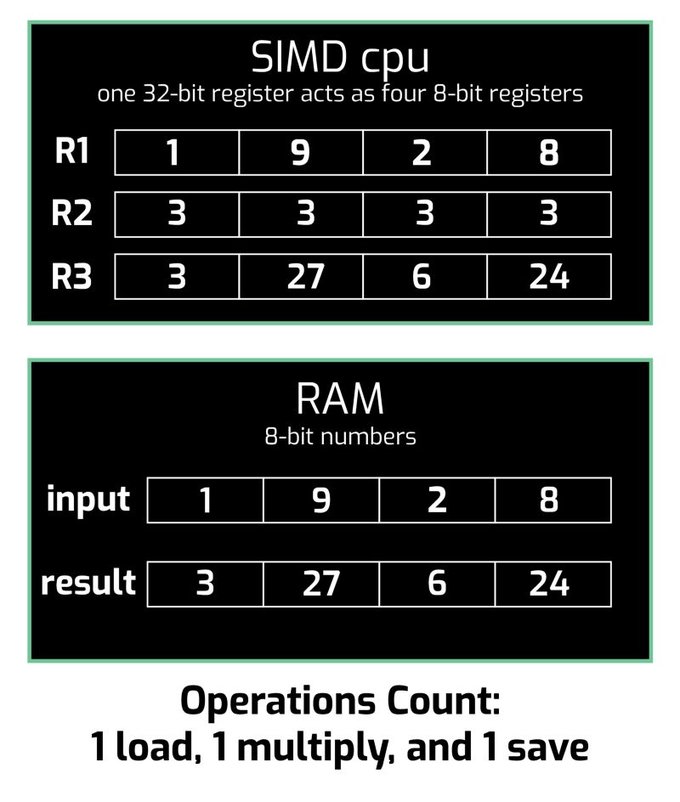 SIMD cpu
one 32-bit register acts as four 8-bit registers
R1 1 9 2 8
R2 3 3 3 3
R3 3 27 6 24
RAM
8-bit numbers
input 1 9 2 8
result 3 27 6 24
Operations Count:
1 load, 1 multiply, and 1 save